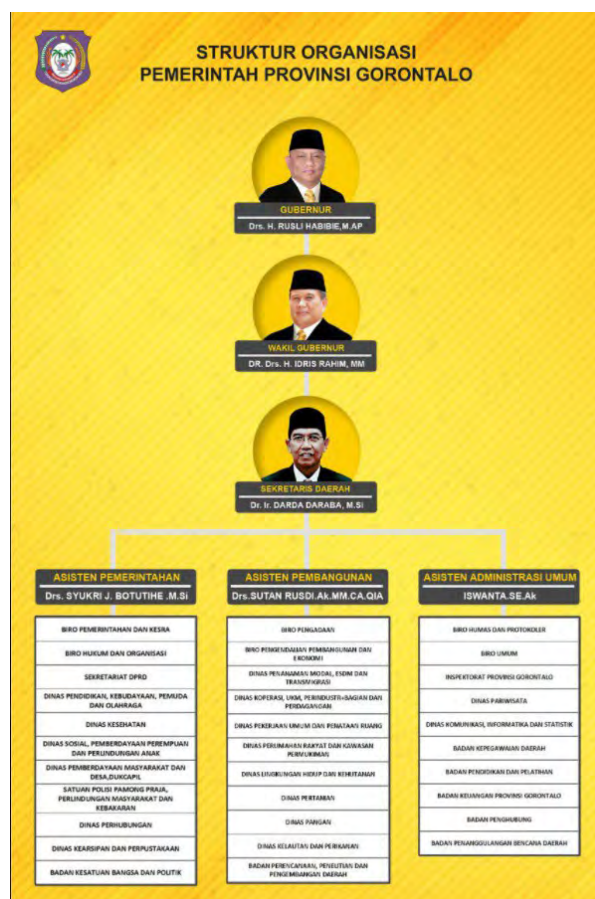 STRUKTUR ORGANISASI
PEMERINTAH PROVINSI GORONTALO
GUBERNUR
Drs. H. RUSLI HABIBIE,M.AP
WAKIL GUBERNUR
DR. Drs. H. IDRIS RAHIM, MM
SEKRETARIS DAERAH
Dr. Ir. DARDA DARABA, M.Si
ASISTEN PEMERINTAHAN
Drs. SYUKRI J. BOTUTIHE .M.Si
BIRO PEMERINTAHAN DAN KESRA
BIRO HUKUM DAN ORGANISASI
SEKRETARIAT DPRD
DINAS PENDIDIKAN, KEBUDAYAAN, PEMUDA
DAN OLAHRAGA
DINAS KESEHATAN
DINAS SOSIAL, PEMBERDAYAAN PEREMPUAN
DAN PERLINDUNGAN ANAK
DINAS PEMBERDAYAAN MASYARAKAT DAN
DESA,DUKCAPIL
SATUAN POLISI PAMONG PRAJA,
PERLINDUNGAN MASYARAKAT DAN
KEBAKARAN
DINAS PERHUBUNGAN
DINAS KEARSIPAN DAN PERPUSTAKAAN
BADAN KESATUAN BANGSA DAN POLITIK
ASISTEN PEMBANGUNAN
Drs.SUTAN RUSDI.Ak.MM.CA.QIA
BIRO PENGADAAN
BIRO PENGENDALIAN PEMBANGUNAN DAN
EKONOMI
DINAS PENANAMAN MODAL, ESDM DAN
TRANSMIGRASI
DINAS KOPERASI, UKM, PERINDUSTR+BAGIAN DAN
PERDAGANGAN
DINAS PEKERJAAN UMUM DAN PENATAAN RUANG
DINAS PERUMAHAN RAKYAT DAN KAWASAN
PERMUKIMAN
DINAS LINGKUNGAN HIDUP DAN KEHUTANAN
DINAS PERTANIAN
DINAS PANGAN
DINAS KELAUTAN DAN PERIKANAN
BADAN PERENCANAAN, PENELITIAN DAN
PENGEMBANGAN DAERAH
ASISTEN ADMINISTRASI UMUM
ISWANTA.SE.Ak
BIRO HUMAS DAN PROTOKOLER
BIRO UMUM
INSPEKTORAT PROVINSI GORONTALO
DINAS PARIWISATA
DINAS KOMUNIKASI, INFORMATIKA DAN STATISTIK
BADAN KEPEGAWAIAN DAERAH
BADAN PENDIDIKAN DAN PELATIHAN
BADAN KEUANGAN PROVINSI GORONTALO
BADAN PENGHUBUNG
BADAN PENANGGULANGAN BENCANA DAERAH